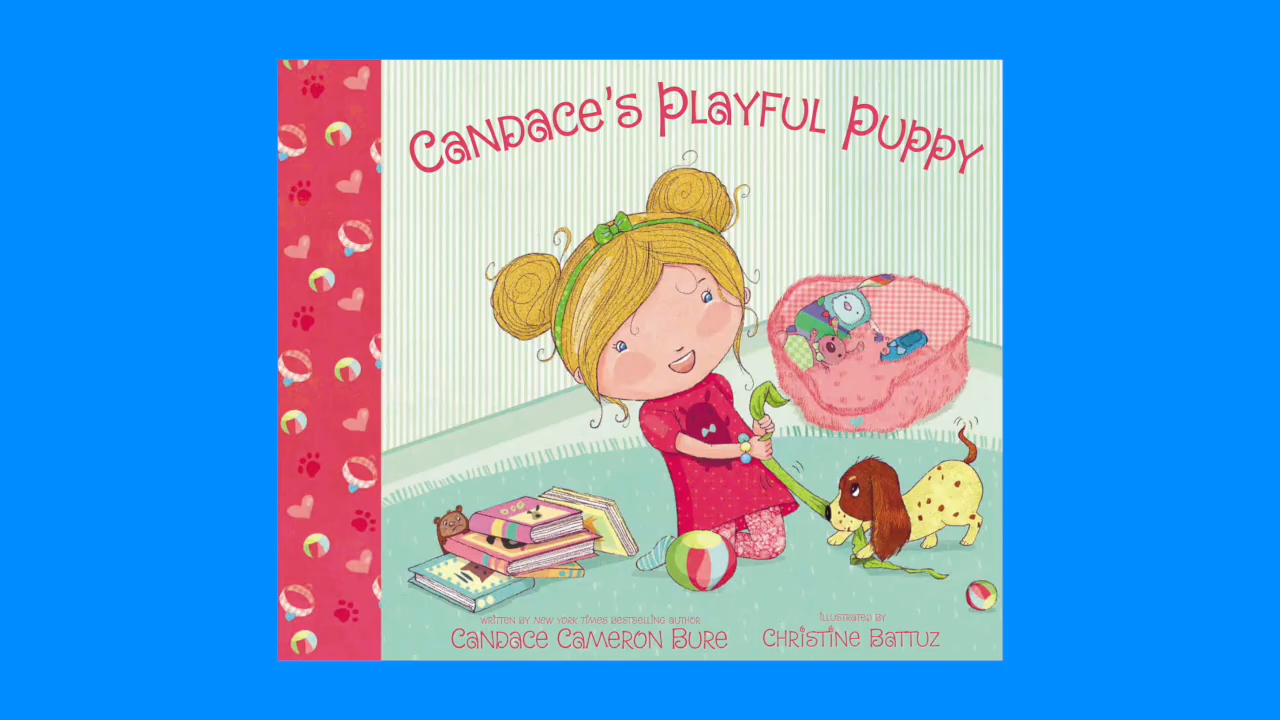 Candace's Playful Puppy
WRITTEN BY NEW YORK TIMES BESTSELLING AUTHOR
Candace Cameron Bure
ILLUSTRATED BY
Christine Battuz